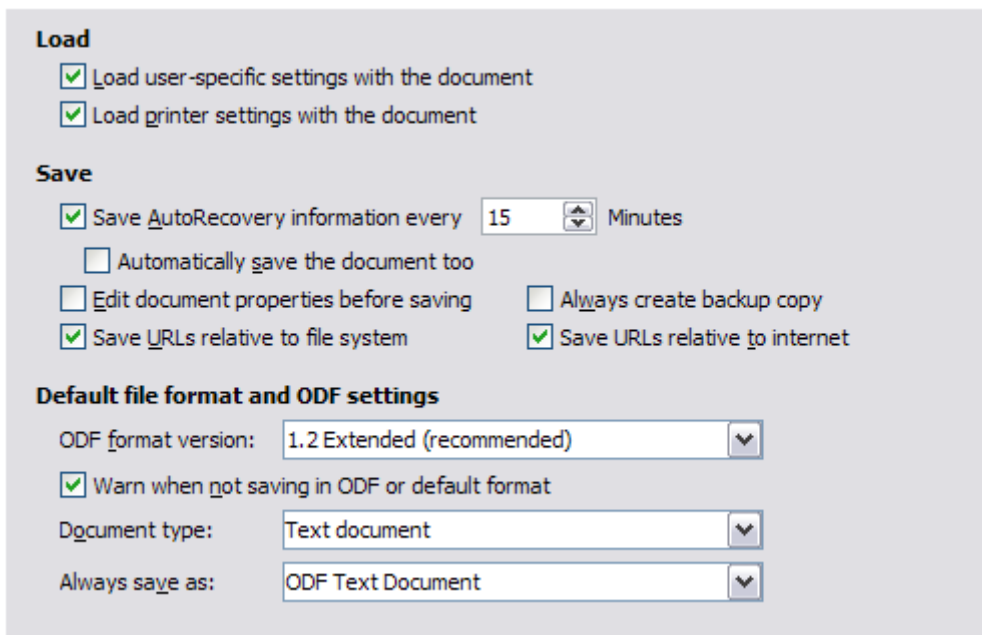 Load
Load user-specific settings with the document
Load printer settings with the document
Save
Save AutoRecovery information every 15 Minutes
Automatically save the document too
Edit document properties before saving Always create backup copy
Save URLs relative to file system Save URLs relative to internet
Default file format and ODF settings
ODF format version: 1.2 Extended (recommended)
Warn when not saving in ODF or default format
Document type: Text document
Always save as: ODF Text Document